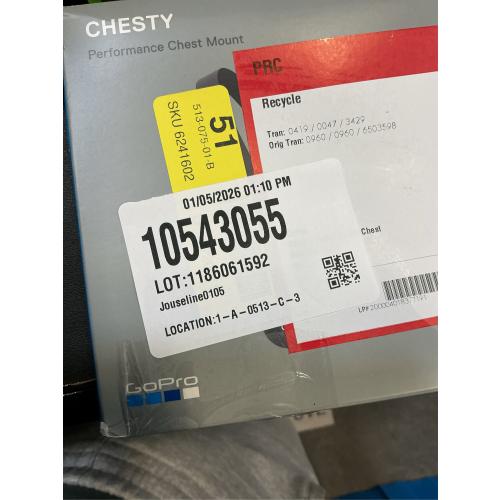 CHESTY
Performance Chest Mount
PRC
Recycle
Tran: 0419 / 0047 / 3429
Orig Tran: 0960 / 0960 / 6503598
51
513-075-01-B
SKU 6241602
01/05/2026 01:10 PM
10543055
LOT:1186061592
Jouseline0105
LOCATION:1-A-0513-C-3
Chest
GoPro